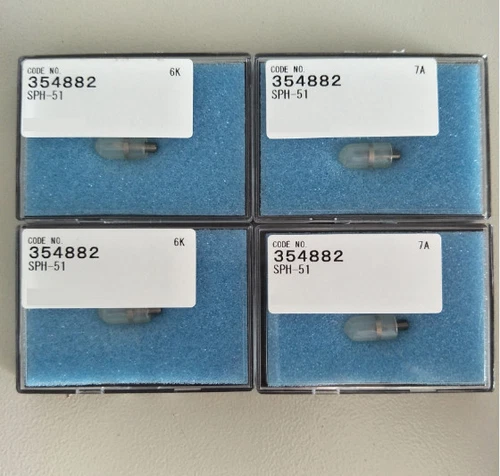 CODE NO. 6K
354882
SPH-51
CODE NO. 7A
354882
SPH-51
CODE NO. 6K
354882
SPH-51
CODE NO. 7A
354882
SPH-51